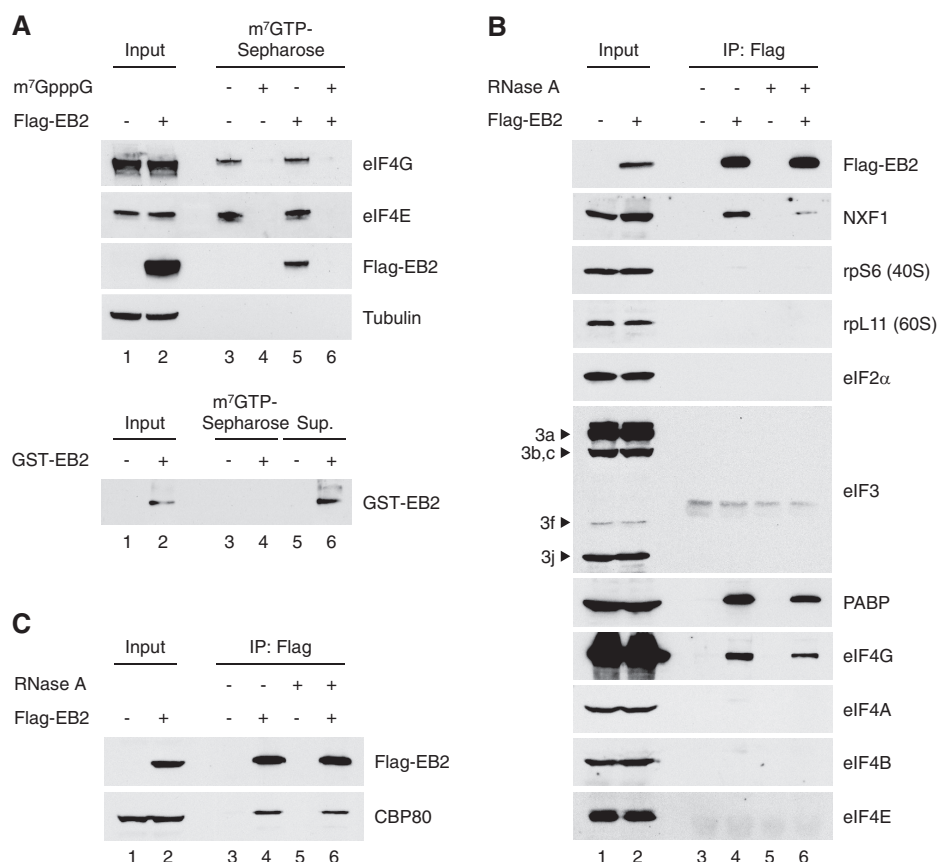 A
Input
m⁷GTP-
Sepharose
m⁷GpppG - + - +
Flag-EB2 - + - - + +
eIF4G
eIF4E
Flag-EB2
Tubulin
1 2 3 4 5 6
Input
m⁷GTP-
Sepharose Sup.
GST-EB2 - + - + - +
GST-EB2
1 2 3 4 5 6
C
Input IP: Flag
RNase A - - + +
Flag-EB2 - + - + - +
Flag-EB2
CBP80
1 2 3 4 5 6
B
Input IP: Flag
RNase A - - + +
Flag-EB2 - + - + - +
Flag-EB2
NXF1
rpS6 (40S)
rpL11 (60S)
eIF2α
3a
3b,c
eIF3
3f
3j
PABP
eIF4G
eIF4A
eIF4B
eIF4E
1 2 3 4 5 6